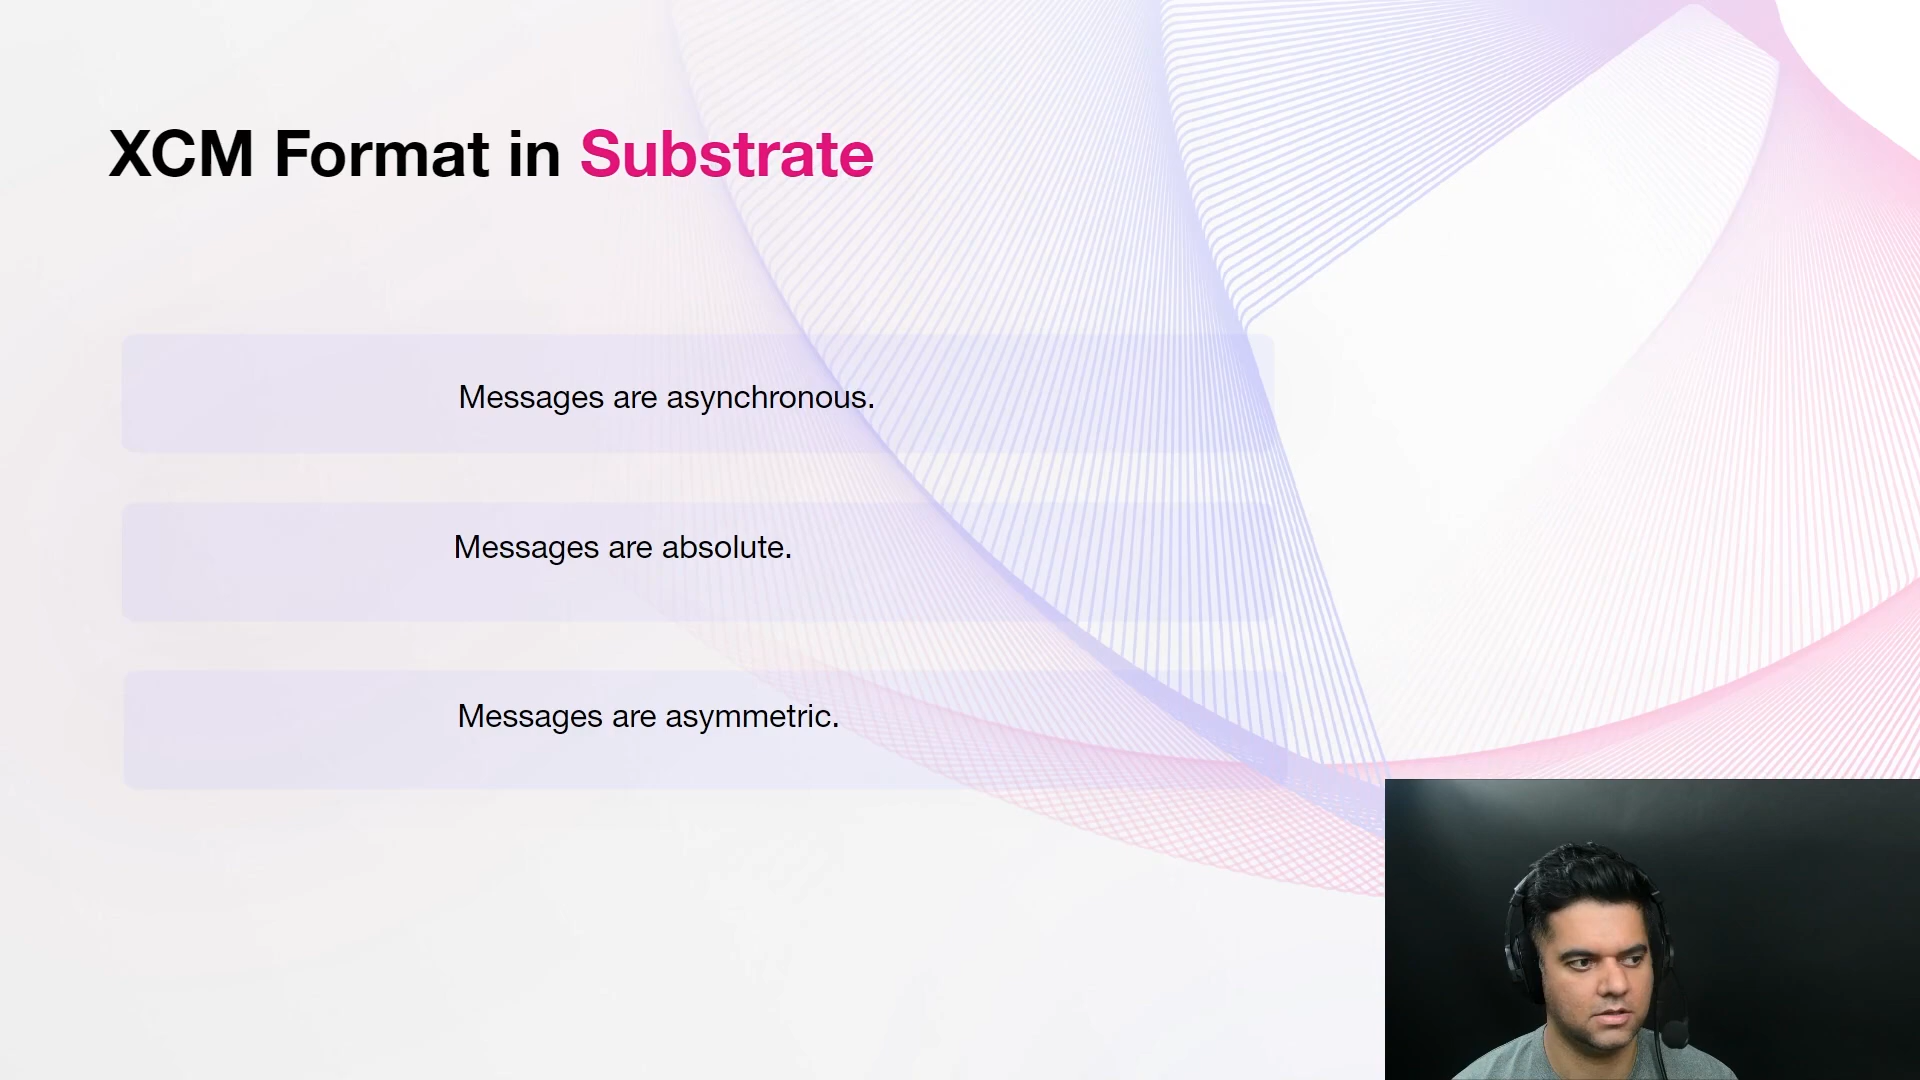 XCM Format in Substrate
Messages are asynchronous.
Messages are absolute.
Messages are asymmetric.